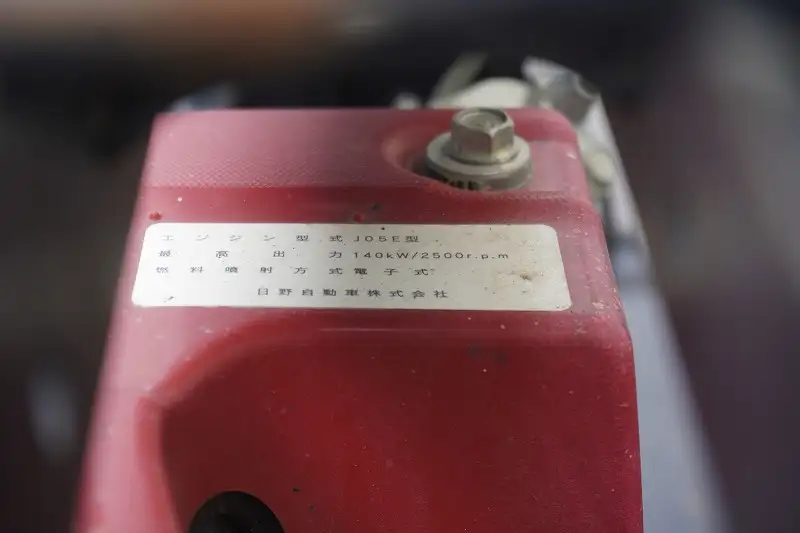 エンジン型式J05E型
最高出力140kW/2500r.p.m
燃料噴射方式電子式
日野自動車株式会社